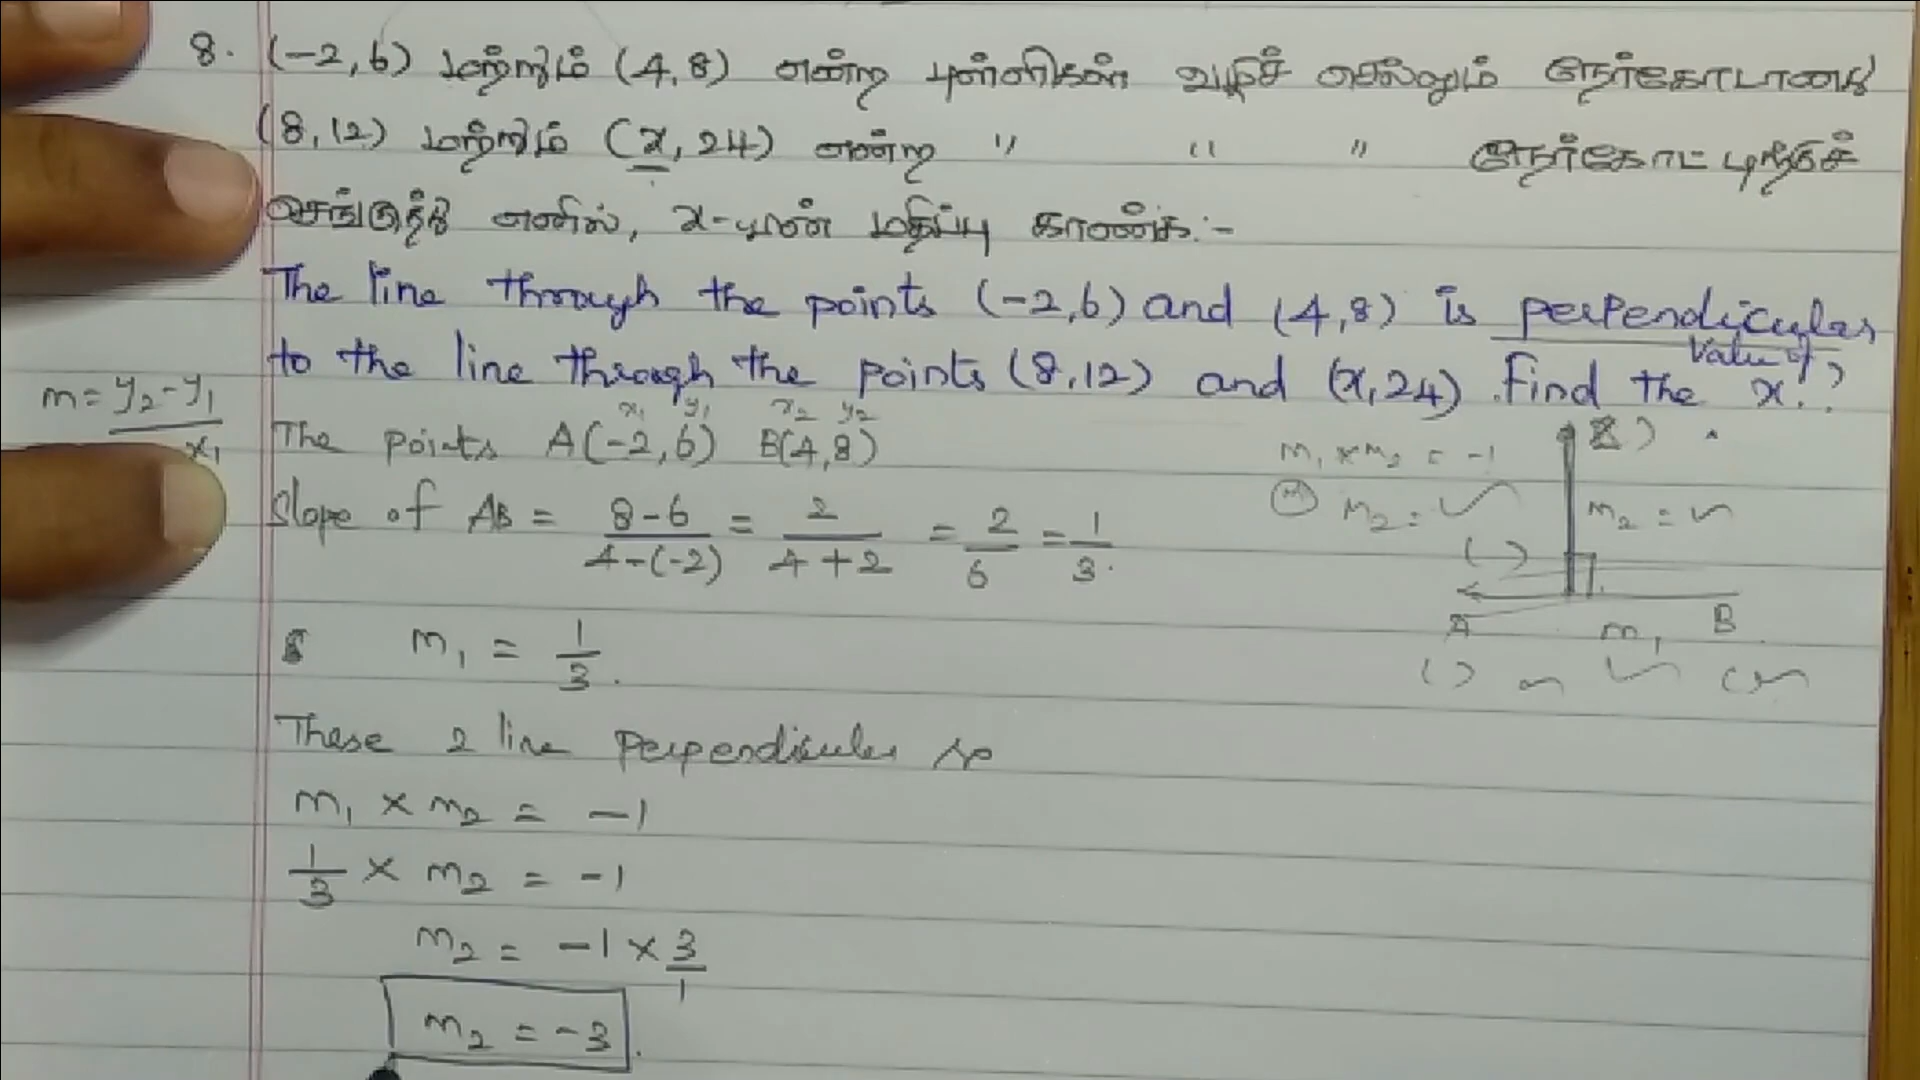 8. (-2,6) மற்றும் (4,8) என்ற புள்ளிகள் வழிச் செல்லும் நேர்கோடானது
(8,12) மற்றும் (x,24) என்ற " " " நேர்கோட்டிற்குச்
செங்குத்து எனில், x-யின் மதிப்பு காண்க:-
The line through the points (-2,6) and (4,8) is perpendicular
to the line through the points (8,12) and (x,24). Find the value of x!?
m = y2-y1
x1
x1 y1 x2 y2
The points A(-2,6) B(4,8)
Slope of AB = 8-6/4-(-2) = 2/4+2 = 2/6 = 1/3.
m1 = 1/3.
These 2 line perpendicular so
m1 × m2 = -1
1/3 × m2 = -1
m2 = -1 × 3/1
m2 = -3.
m1 × m2 = -1
m2 =
m2 =
A m1 B